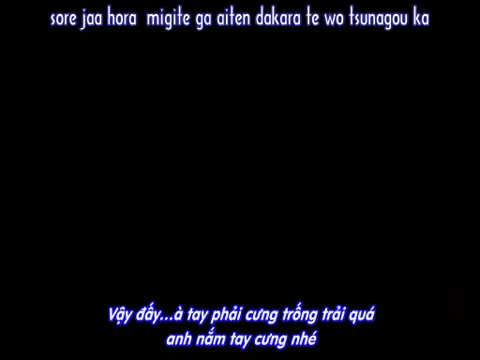 sore jaa hora migite ga aiten dakara te wo tsunagou ka
Vậy đấy...à tay phải cưng trống trải quá
anh nắm tay cưng nhé